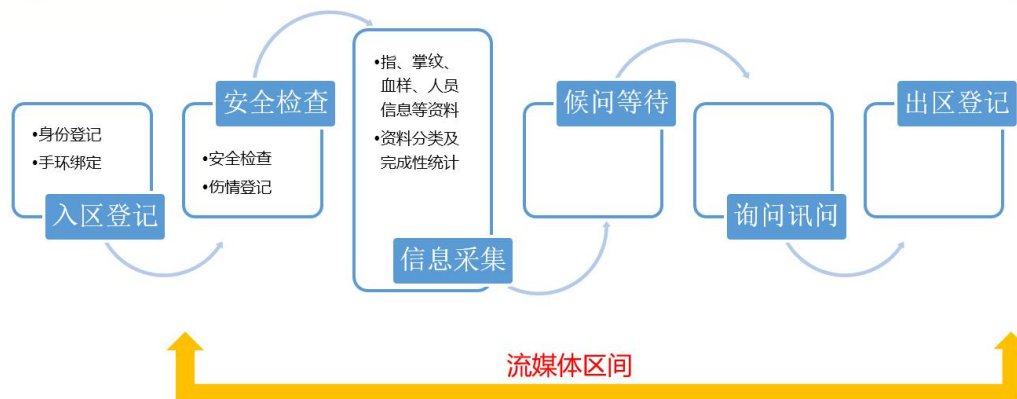 •身份登记
•手环绑定
入区登记
安全检查
•安全检查
•伤情登记
•指、掌纹、
血样、人员
信息等资料
•资料分类及
完成性统计
信息采集
候问等待
询问讯问
出区登记
流媒体区间